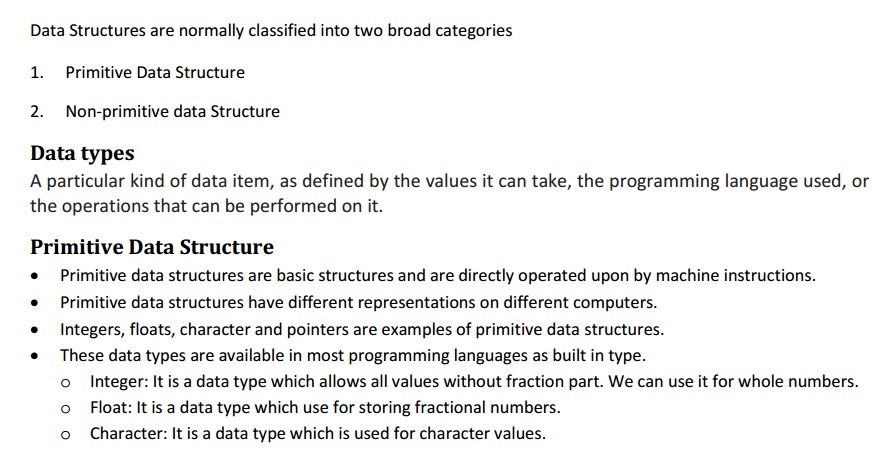 Data Structures are normally classified into two broad categories
1. Primitive Data Structure
2. Non-primitive data Structure
Data types
A particular kind of data item, as defined by the values it can take, the programming language used, or
the operations that can be performed on it.
Primitive Data Structure
• Primitive data structures are basic structures and are directly operated upon by machine instructions.
• Primitive data structures have different representations on different computers.
• Integers, floats, character and pointers are examples of primitive data structures.
• These data types are available in most programming languages as built in type.
o Integer: It is a data type which allows all values without fraction part. We can use it for whole numbers.
o Float: It is a data type which use for storing fractional numbers.
o Character: It is a data type which is used for character values.